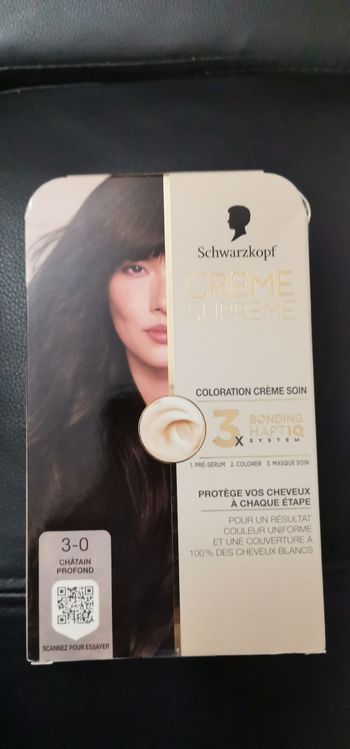 Schwarzkopf
CRÈME
SUPRÊME
COLORATION CRÈME SOIN
3x
BONDING
HAPTIQ
SYSTEM
1. PRÉ-SÉRUM 2. COLORER 3. MASQUE SOIN
PROTÈGE VOS CHEVEUX
À CHAQUE ÉTAPE
POUR UN RÉSULTAT
COULEUR UNIFORME
ET UNE COUVERTURE À
100% DES CHEVEUX BLANCS
3-0
CHÂTAIN
PROFOND
SCANNEZ POUR ESSAYER